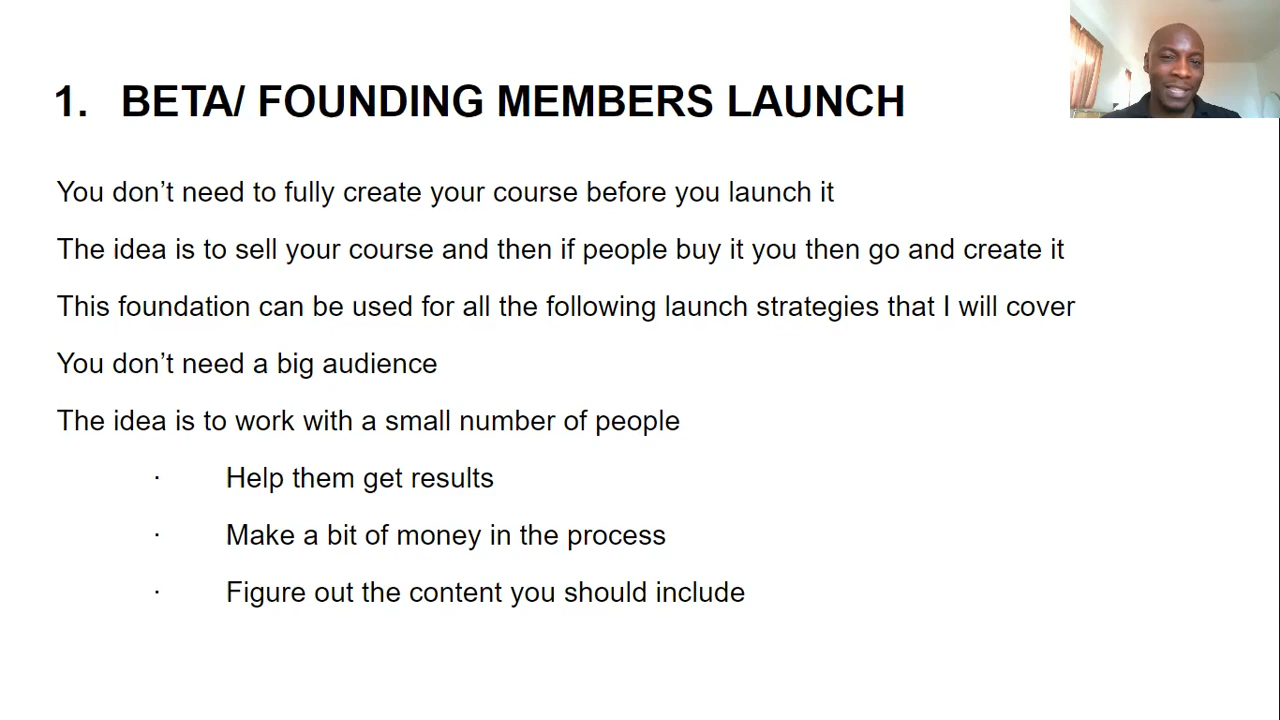 1. BETA/ FOUNDING MEMBERS LAUNCH
You don’t need to fully create your course before you launch it
The idea is to sell your course and then if people buy it you then go and create it
This foundation can be used for all the following launch strategies that I will cover
You don’t need a big audience
The idea is to work with a small number of people
· Help them get results
· Make a bit of money in the process
· Figure out the content you should include